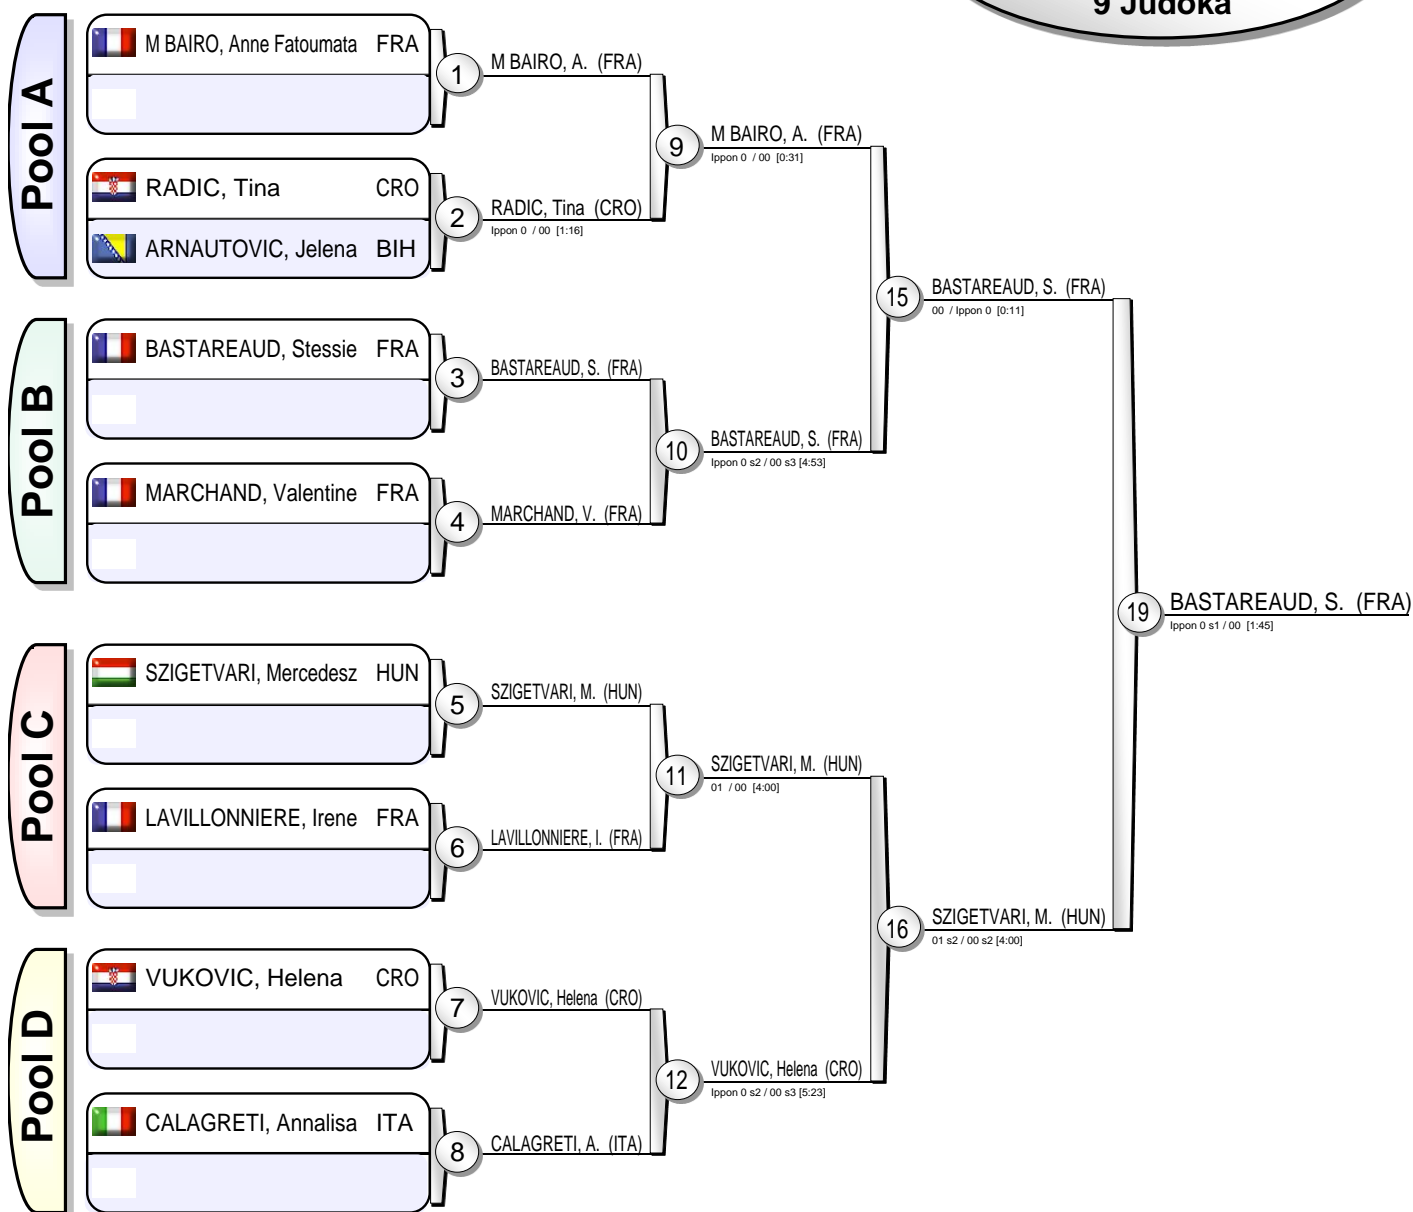 9 Judoka
Pool A
M BAIRO, Anne Fatoumata FRA
1
M BAIRO, A. (FRA)
9
M BAIRO, A. (FRA)
Ippon 0 / 00 [0:31]
RADIC, Tina CRO
2
RADIC, Tina (CRO)
Ippon 0 / 00 [1:16]
ARNAUTOVIC, Jelena BIH
15
BASTAREAUD, S. (FRA)
00 / Ippon 0 [0:11]
Pool B
BASTAREAUD, Stessie FRA
3
BASTAREAUD, S. (FRA)
10
BASTAREAUD, S. (FRA)
Ippon 0 s2 / 00 s3 [4:53]
MARCHAND, Valentine FRA
4
MARCHAND, V. (FRA)
19
BASTAREAUD, S. (FRA)
Ippon 0 s1 / 00 [1:45]
Pool C
SZIGETVARI, Mercedesz HUN
5
SZIGETVARI, M. (HUN)
11
SZIGETVARI, M. (HUN)
01 / 00 [4:00]
LAVILLONNIERE, Irene FRA
6
LAVILLONNIERE, I. (FRA)
16
SZIGETVARI, M. (HUN)
01 s2 / 00 s2 [4:00]
Pool D
VUKOVIC, Helena CRO
7
VUKOVIC, Helena (CRO)
12
VUKOVIC, Helena (CRO)
Ippon 0 s2 / 00 s3 [5:23]
CALAGRETI, Annalisa ITA
8
CALAGRETI, A. (ITA)